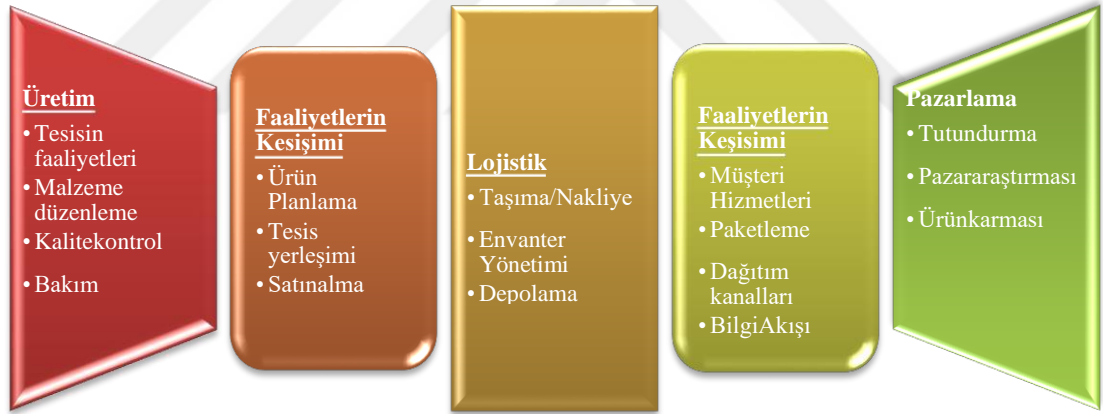 Üretim
• Tesisin
faaliyetleri
• Malzeme
düzenleme
• Kalitekontrol
• Bakım
Faaliyetlerin
Kesişimi
• Ürün
Planlama
• Tesis
yerleşimi
• Satınalma
Lojistik
• Taşıma/Nakliye
• Envanter
Yönetimi
• Depolama
Faaliyetlerin
Keşisimi
• Müşteri
Hizmetleri
• Paketleme
• Dağıtım
kanalları
• BilgiAkışı
Pazarlama
• Tutundurma
• Pazararaştırması
• Ürünkarması